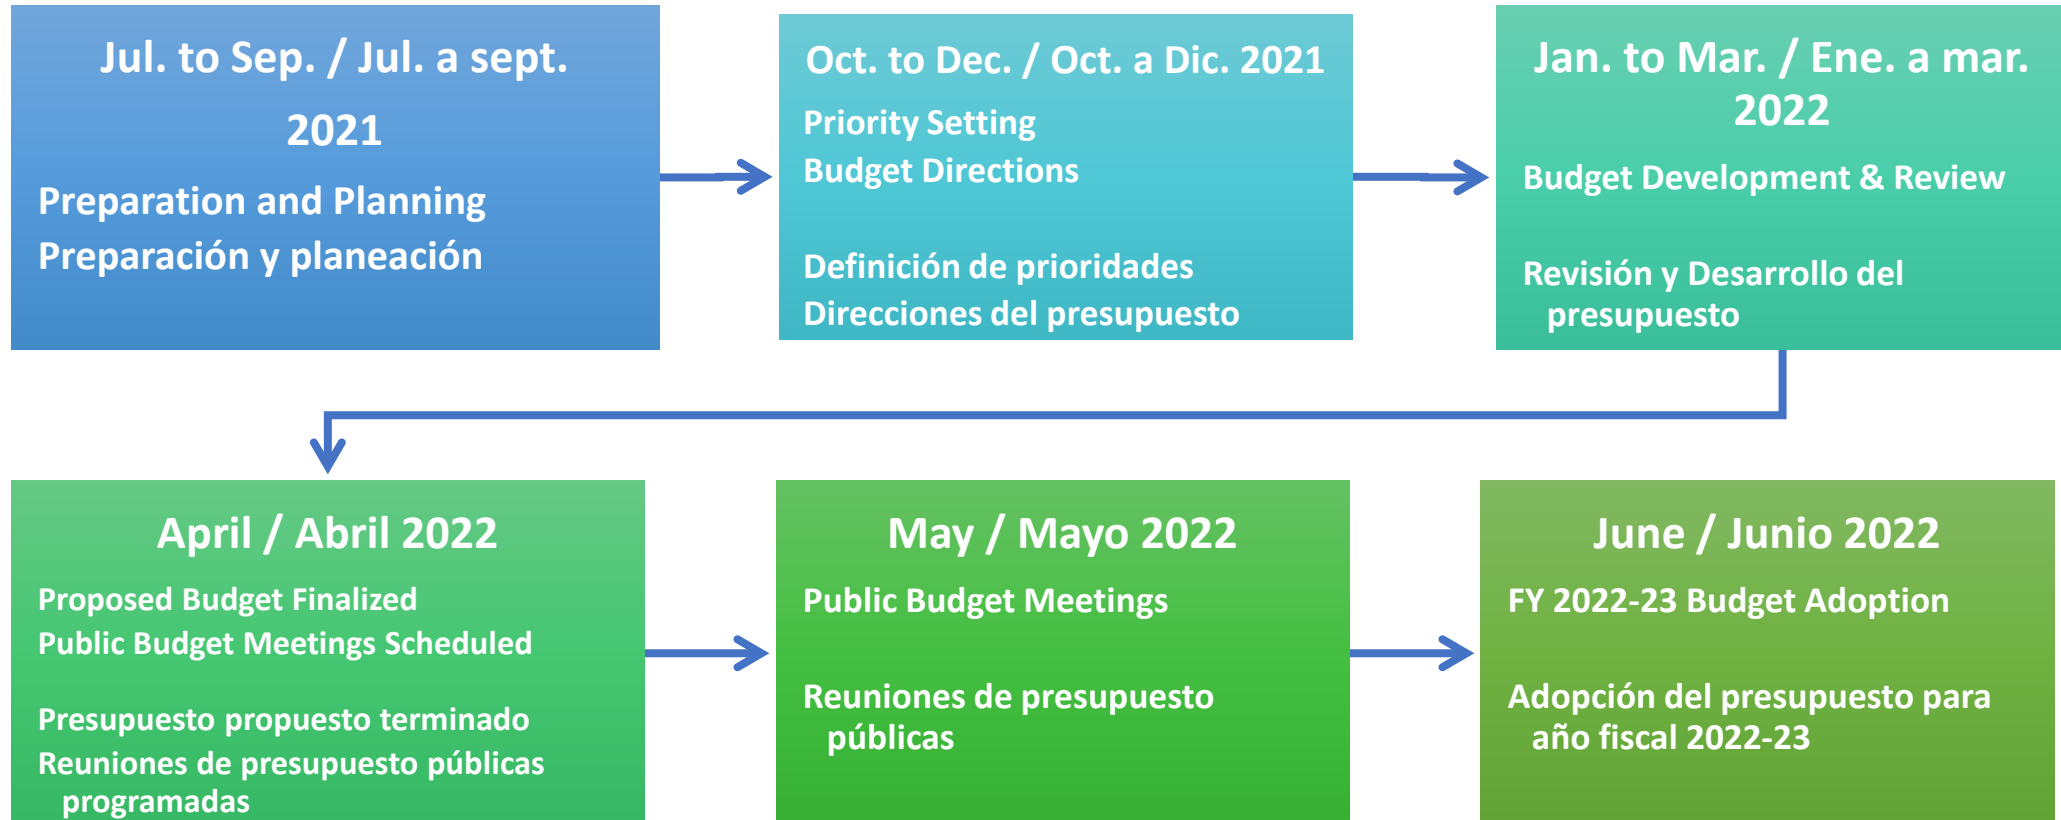 Jul. to Sep. / Jul. a sept.
2021
Preparation and Planning
Preparación y planeación
Oct. to Dec. / Oct. a Dic. 2021
Priority Setting
Budget Directions
Definición de prioridades
Direcciones del presupuesto
Jan. to Mar. / Ene. a mar.
2022
Budget Development & Review
Revisión y Desarrollo del
presupuesto
April / Abril 2022
Proposed Budget Finalized
Public Budget Meetings Scheduled
Presupuesto propuesto terminado
Reuniones de presupuesto públicas
programadas
May / Mayo 2022
Public Budget Meetings
Reuniones de presupuesto
públicas
June / Junio 2022
FY 2022-23 Budget Adoption
Adopción del presupuesto para
año fiscal 2022-23